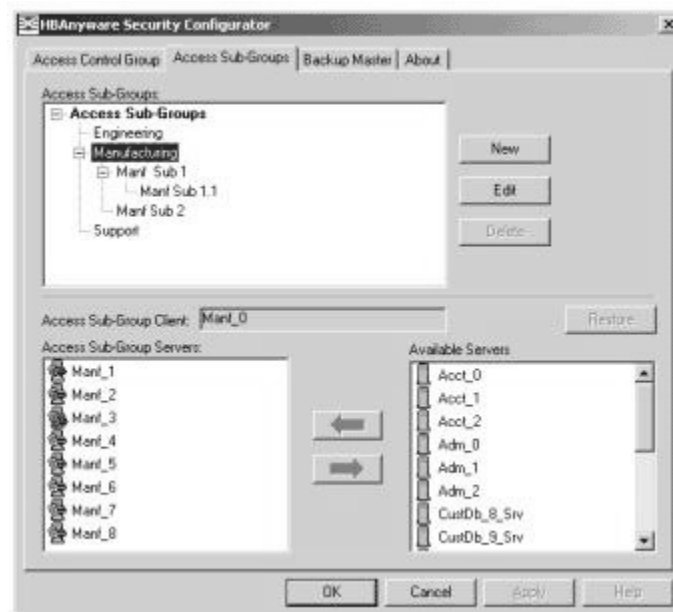 HBAnyware Security Configurator
Access Control Group Access Sub-Groups Backup Master About
Access Sub-Groups:
Access Sub-Groups
Engineering
Manufacturing
Manf Sub 1
Manf Sub 1.1
Manf Sub 2
Support
New
Edit
Delete
Access Sub-Group Client: Manf_0
Restore
Access Sub-Group Servers:
Manf_1
Manf_2
Manf_3
Manf_4
Manf_5
Manf_6
Manf_7
Manf_8
Available Servers
Acct_0
Acct_1
Acct_2
Adm_0
Adm_1
Adm_2
CustDb_8_Srv
CustDb_9_Srv
OK Cancel Apply Help